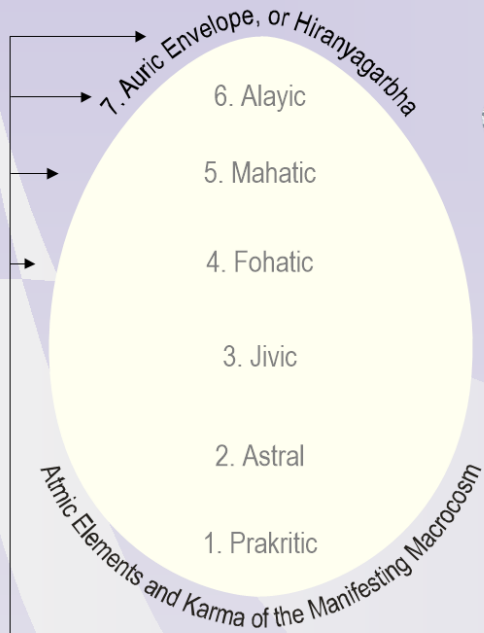 7. Auric Envelope, or Hiranyagarbha
6. Alayic
5. Mahatic
4. Fohatic
3. Jivic
2. Astral
1. Prakritic
Atmic Elements and Karma of the Manifesting Macrocosm